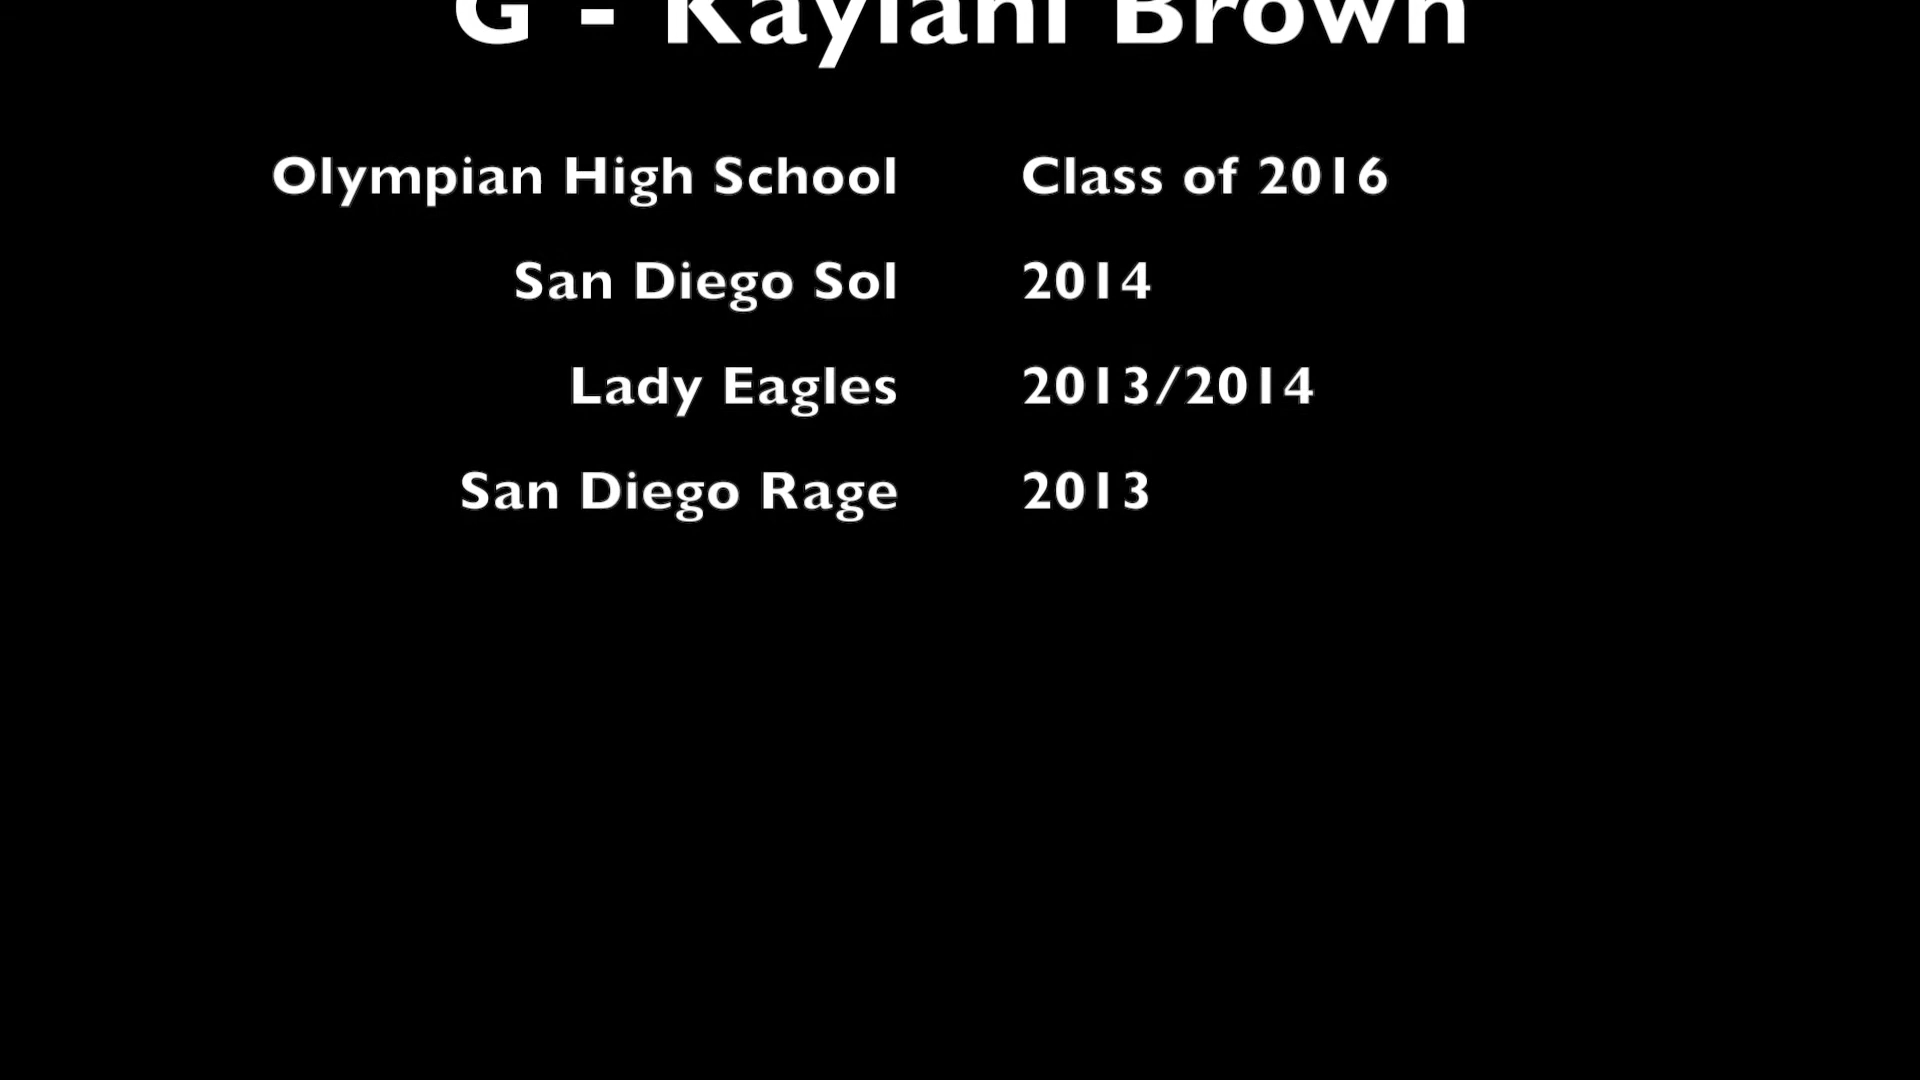 G - Kaylani Brown
Olympian High School Class of 2016
San Diego Sol 2014
Lady Eagles 2013/2014
San Diego Rage 2013